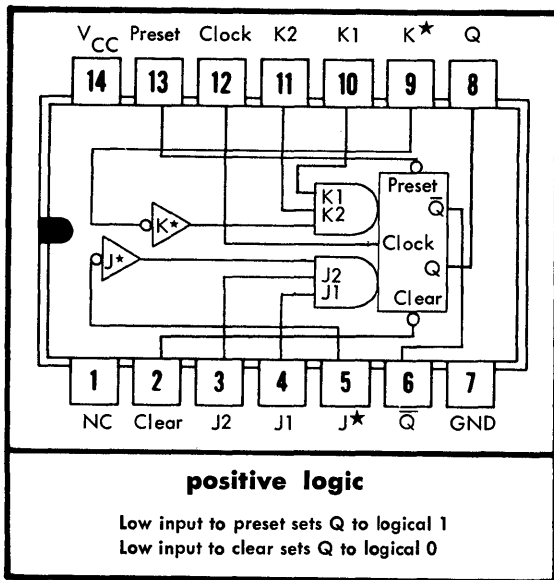 VCC Preset Clock K2 K1 K★ Q
14 13 12 11 10 9 8
Preset
K1
K2
Q̅
K★
Clock
J★
J2
J1
Q
Clear
1 2 3 4 5 6 7
NC Clear J2 J1 J★ Q̅ GND
positive logic
Low input to preset sets Q to logical 1
Low input to clear sets Q to logical 0